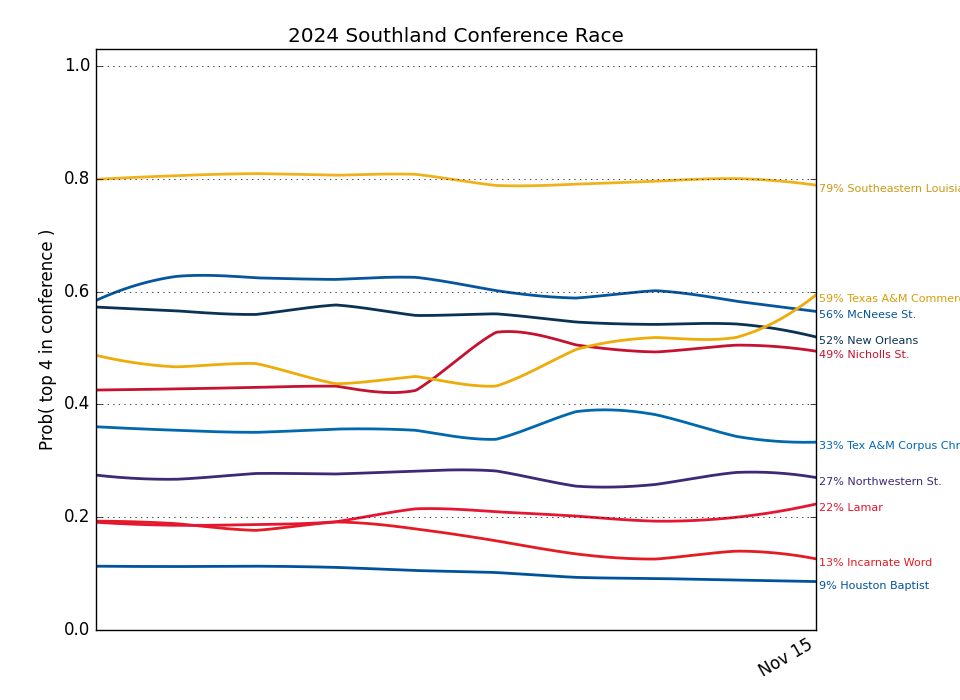 2024 Southland Conference Race
Prob( top 4 in conference )
1.0
0.8
0.6
0.4
0.2
0.0
79% Southeastern Louisia
59% Texas A&M Commerc
56% McNeese St.
52% New Orleans
49% Nicholls St.
33% Tex A&M Corpus Chr
27% Northwestern St.
22% Lamar
13% Incarnate Word
9% Houston Baptist
Nov 15